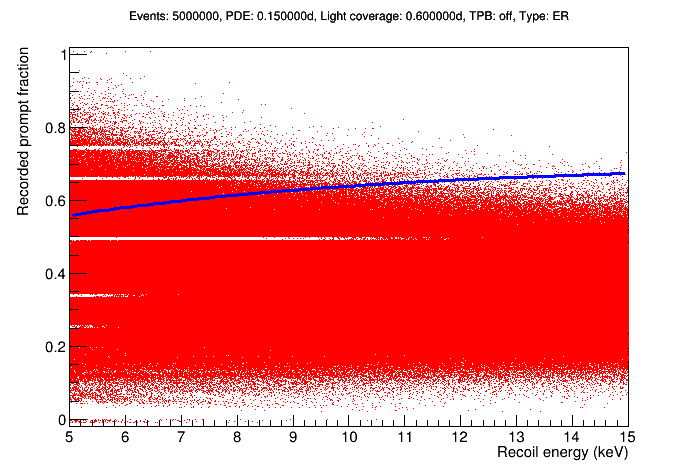 Events: 5000000, PDE: 0.150000d, Light coverage: 0.600000d, TPB: off, Type: ER
Recorded prompt fraction
1
0.8
0.6
0.4
0.2
0
5 6 7 8 9 10 11 12 13 14 15
Recoil energy (keV)